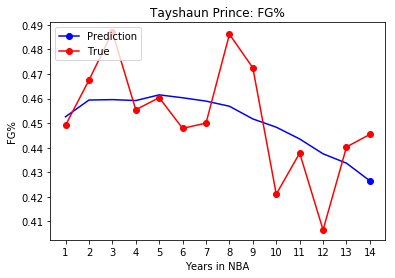 Tayshaun Prince: FG%
Prediction
True
0.49
0.48
0.47
0.46
0.45
0.44
0.43
0.42
0.41
FG%
1 2 3 4 5 6 7 8 9 10 11 12 13 14
Years in NBA